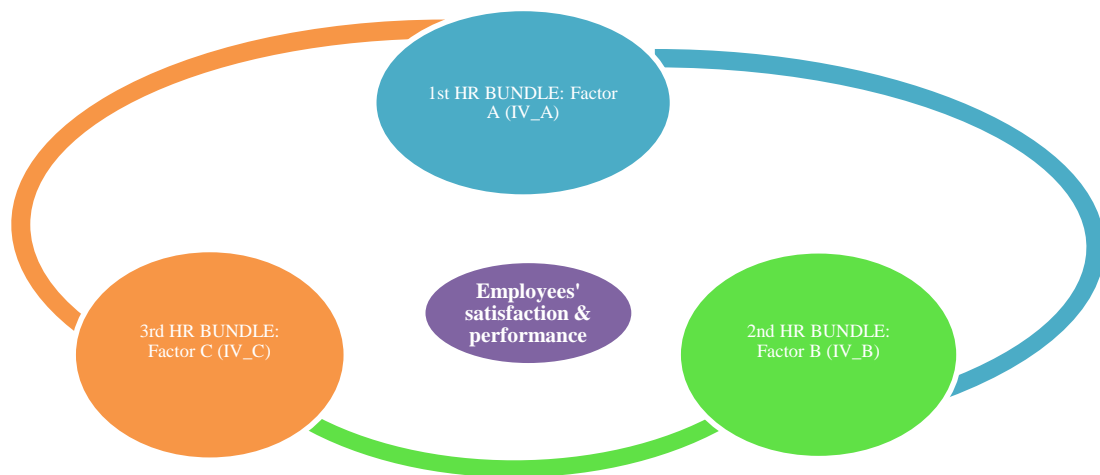 1st HR BUNDLE: Factor
A (IV_A)
Employees'
satisfaction &
performance
3rd HR BUNDLE:
Factor C (IV_C)
2nd HR BUNDLE:
Factor B (IV_B)